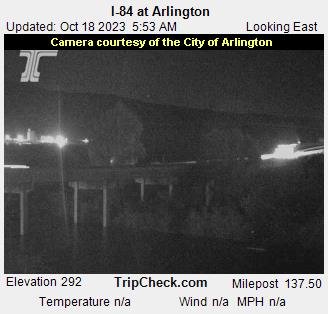 I-84 at Arlington
Updated: Oct 18 2023 5:53 AM Looking East
Camera courtesy of the City of Arlington
Elevation 292 TripCheck.com Milepost 137.50
Temperature n/a Wind n/a MPH n/a